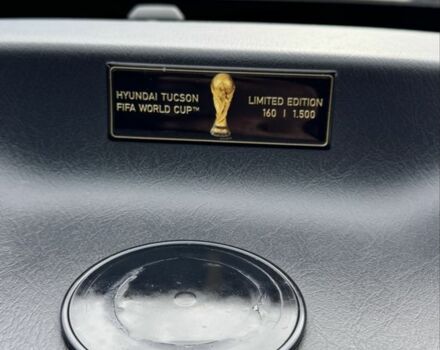 HYUNDAI TUCSON
FIFA WORLD CUP™
LIMITED EDITION
160 | 1.500